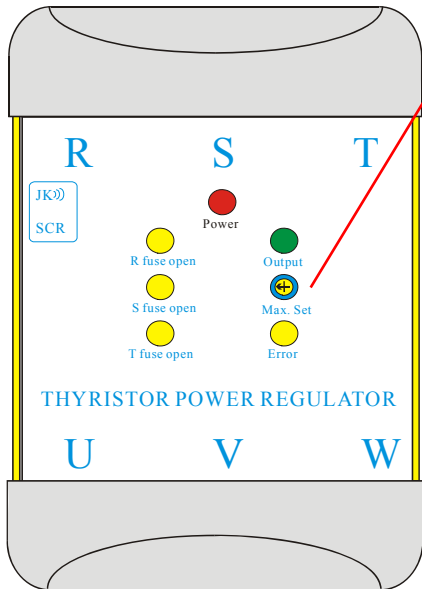 R S T
JK
SCR
Power
R fuse open Output
S fuse open Max. Set
T fuse open Error
THYRISTOR POWER REGULATOR
U V W